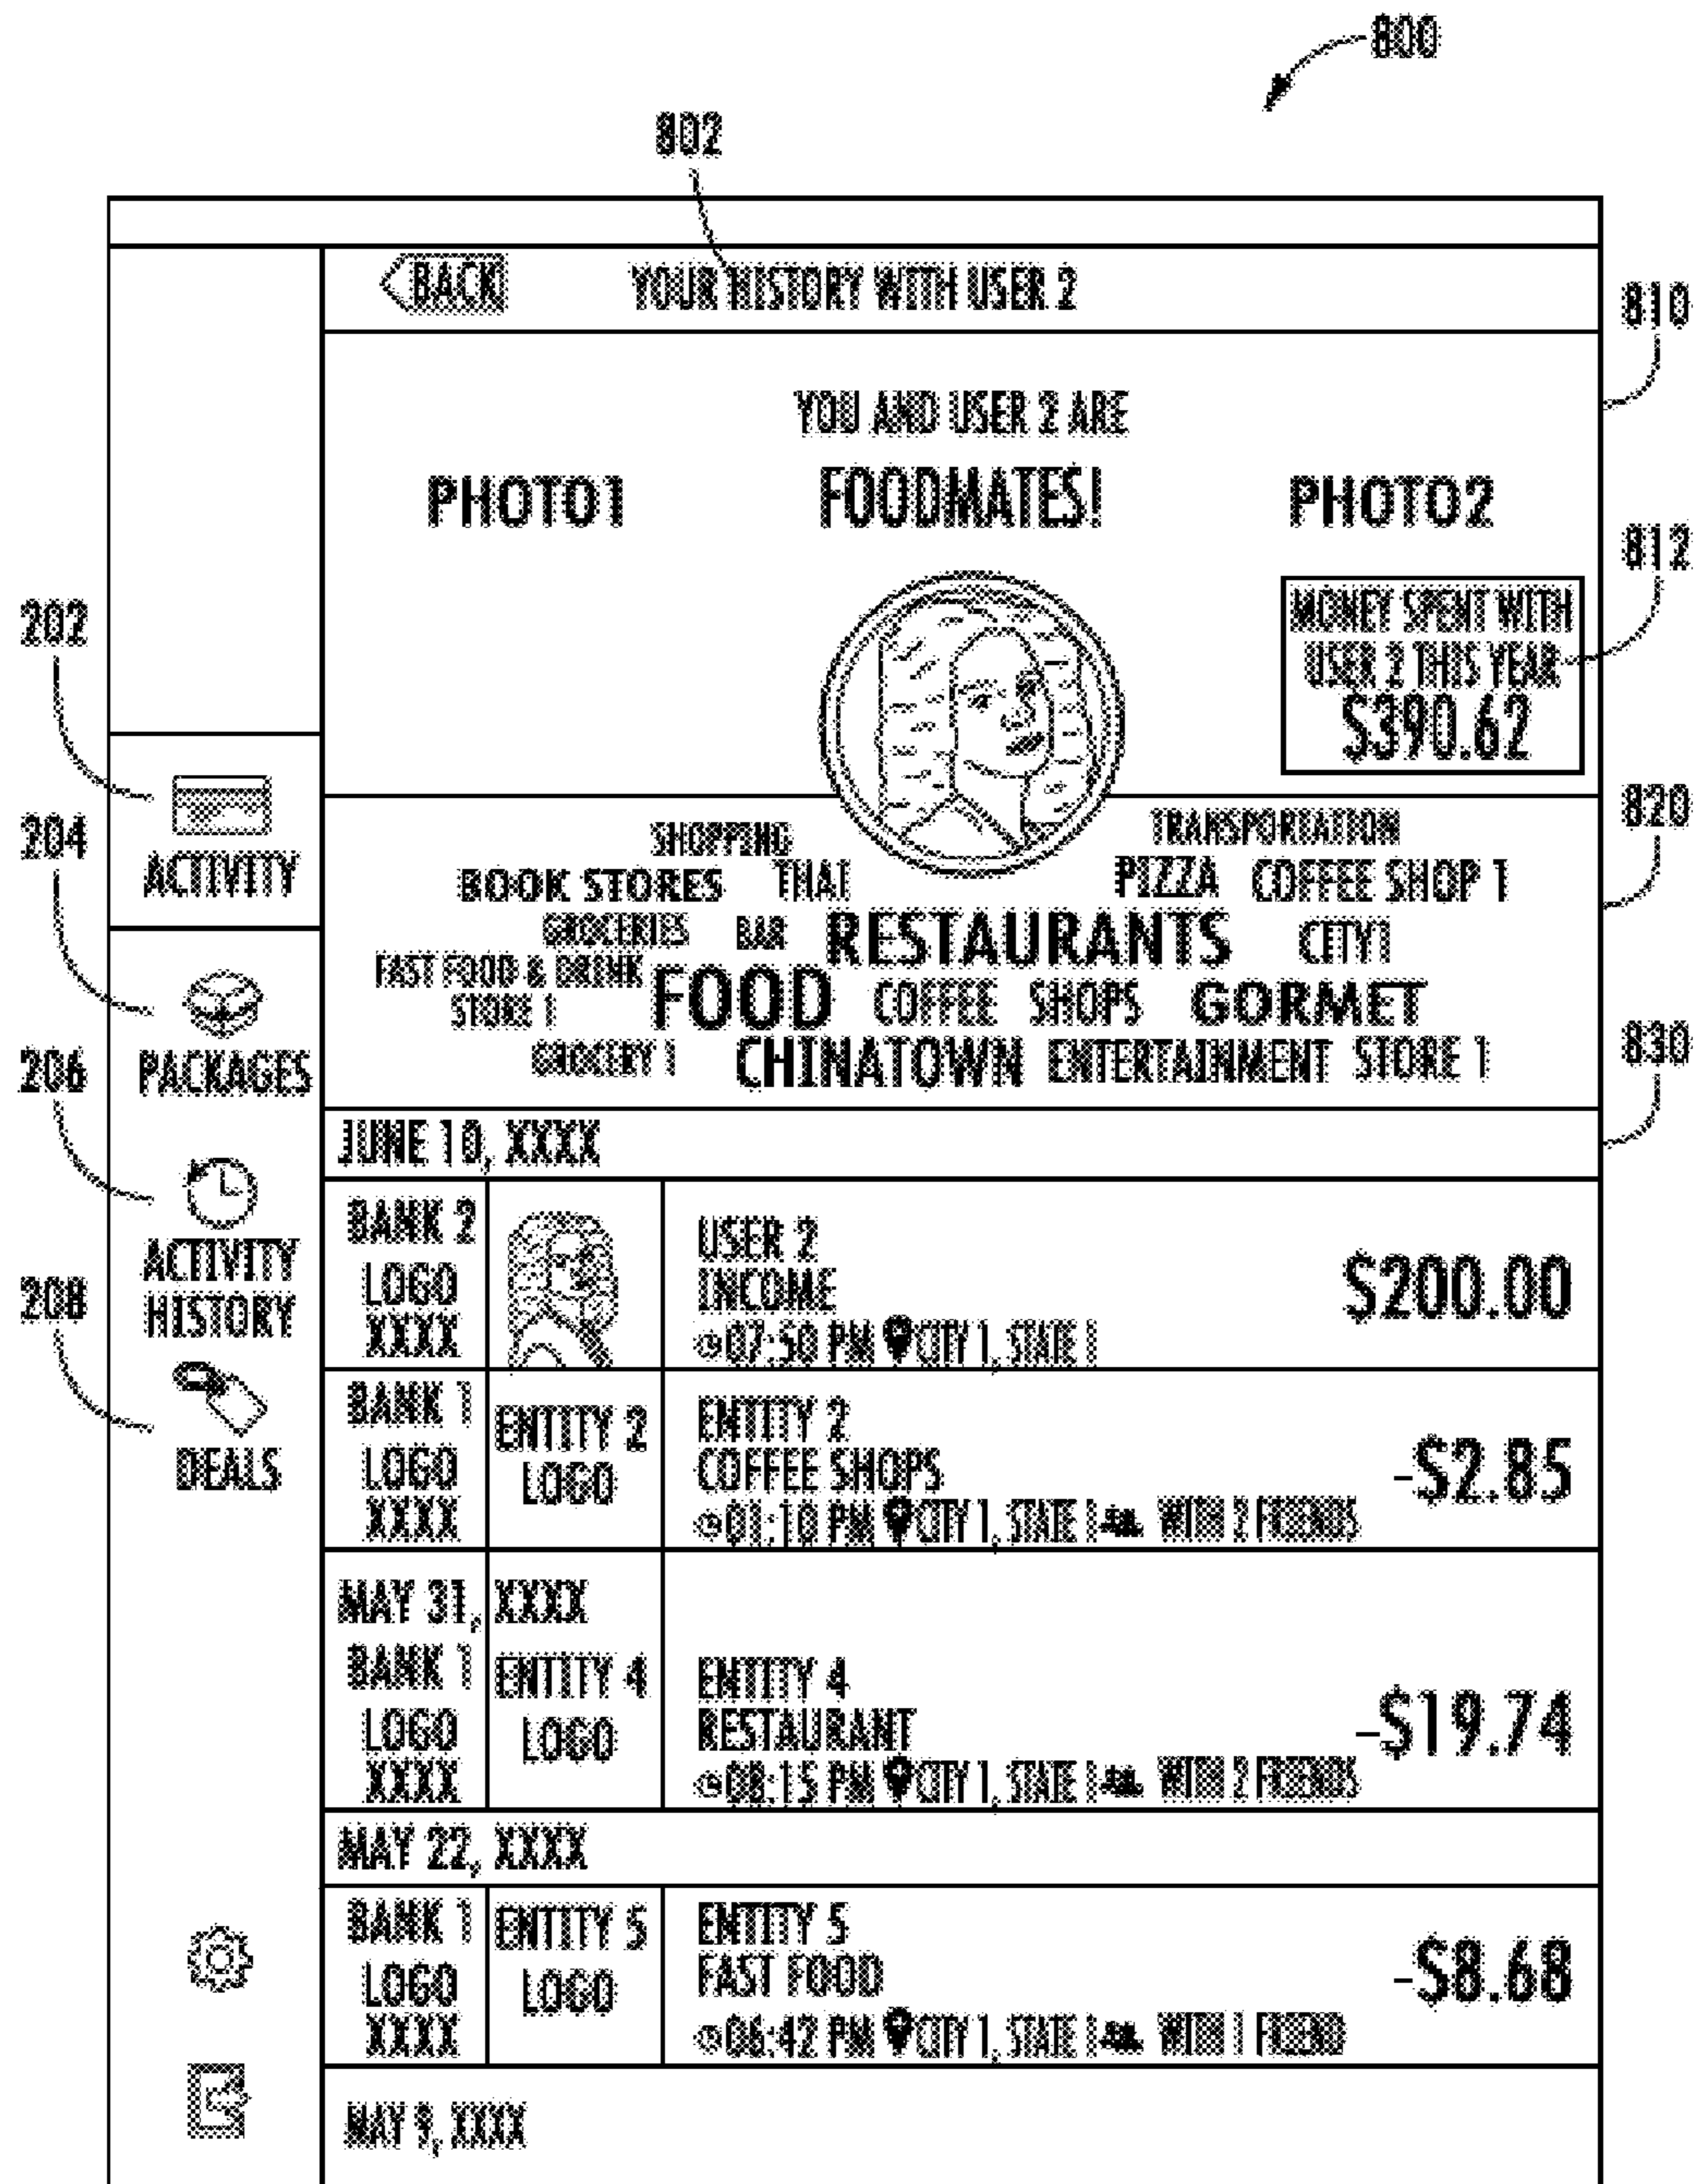 800
802
BACK
YOUR HISTORY WITH USER 2
810
YOU AND USER 2 ARE
PHOTO1
FOODMATES!
PHOTO2
812
MONEY SPENT WITH
USER 2 THIS YEAR
$390.62
202
ACTIVITY
204
PACKAGES
206
ACTIVITY
HISTORY
208
DEALS
820
SHOPPING
TRANSPORTATION
BOOK STORES THAI PIZZA COFFEE SHOP 1
GROCERIES BAR RESTAURANTS CITY1
FAST FOOD & DRINK
FOOD COFFEE SHOPS GORMET
STORE 1
GROCERY 1 CHINATOWN ENTERTAINMENT STORE 1
830
JUNE 10, XXXX
BANK 2
LOGO
XXXX
USER 2
INCOME
07:50 PM CITY 1, STATE 1
$200.00
BANK 1
LOGO
XXXX
ENTITY 2
LOGO
ENTITY 2
COFFEE SHOPS
01:10 PM CITY 1, STATE 1 WITH 2 FRIENDS
-$2.85
MAY 31, XXXX
BANK 1
LOGO
XXXX
ENTITY 4
LOGO
ENTITY 4
RESTAURANT
08:15 PM CITY 1, STATE 1 WITH 2 FRIENDS
-$19.74
MAY 22, XXXX
BANK 1
LOGO
XXXX
ENTITY 5
LOGO
ENTITY 5
FAST FOOD
06:42 PM CITY 1, STATE 1 WITH 1 FRIEND
-$8.68
MAY 9, XXXX